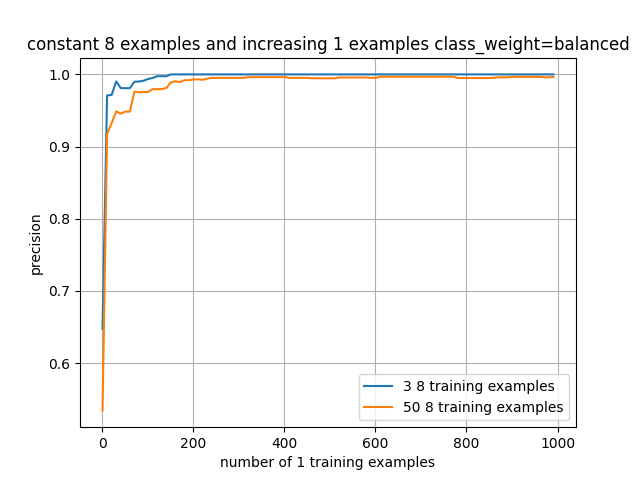 constant 8 examples and increasing 1 examples class_weight=balanced
1.0
0.9
0.8
0.7
0.6
precision
3 8 training examples
50 8 training examples
0 200 400 600 800 1000
number of 1 training examples